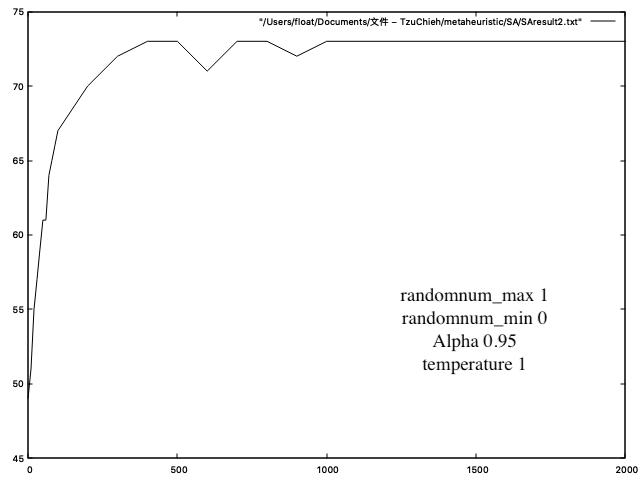 75
"/Users/float/Documents/文件 – TzuChieh/metaheuristic/SA/SAresult2.txt"
70
65
60
55
50
45
randomnum_max 1
randomnum_min 0
Alpha 0.95
temperature 1
0 500 1000 1500 2000